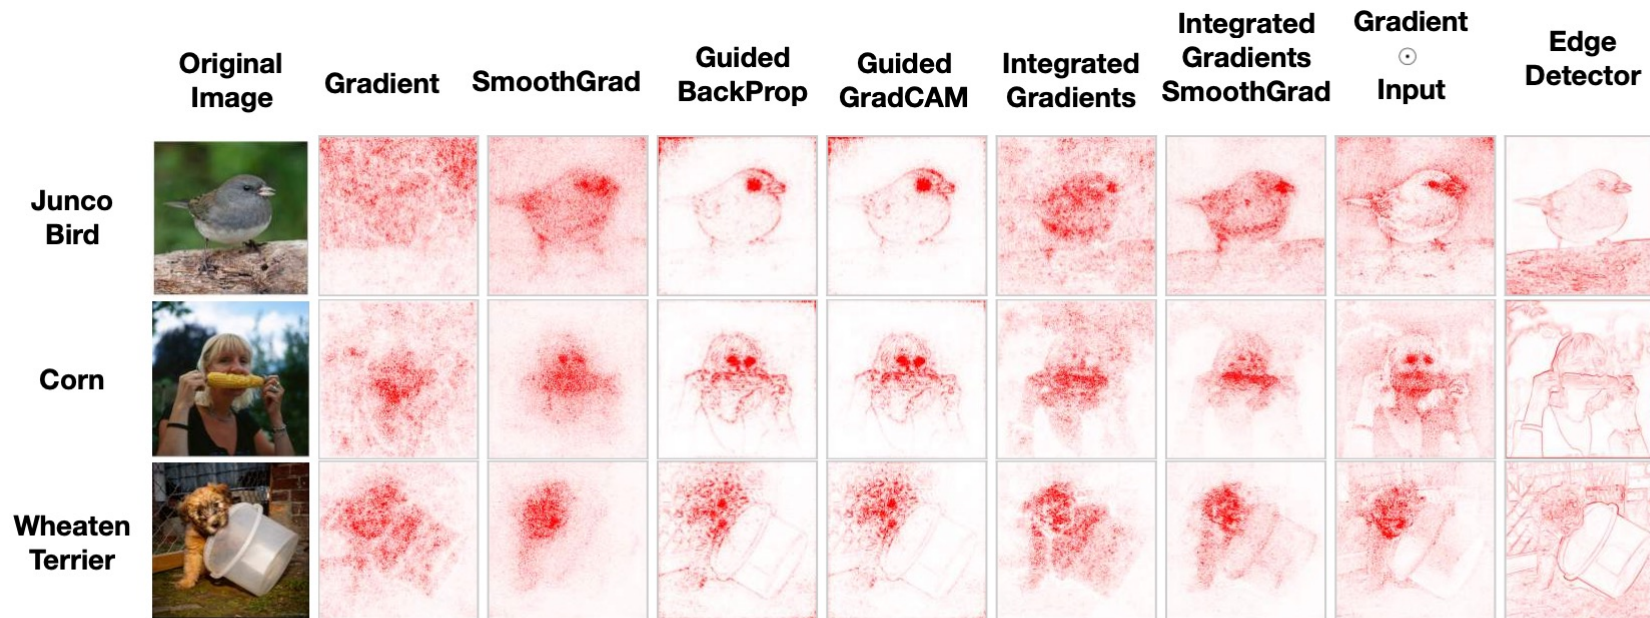 Original
Image
Gradient
SmoothGrad
Guided
BackProp
Guided
GradCAM
Integrated
Gradients
Integrated
Gradients
SmoothGrad
Gradient
⊙
Input
Edge
Detector
Junco
Bird
Corn
Wheaten
Terrier